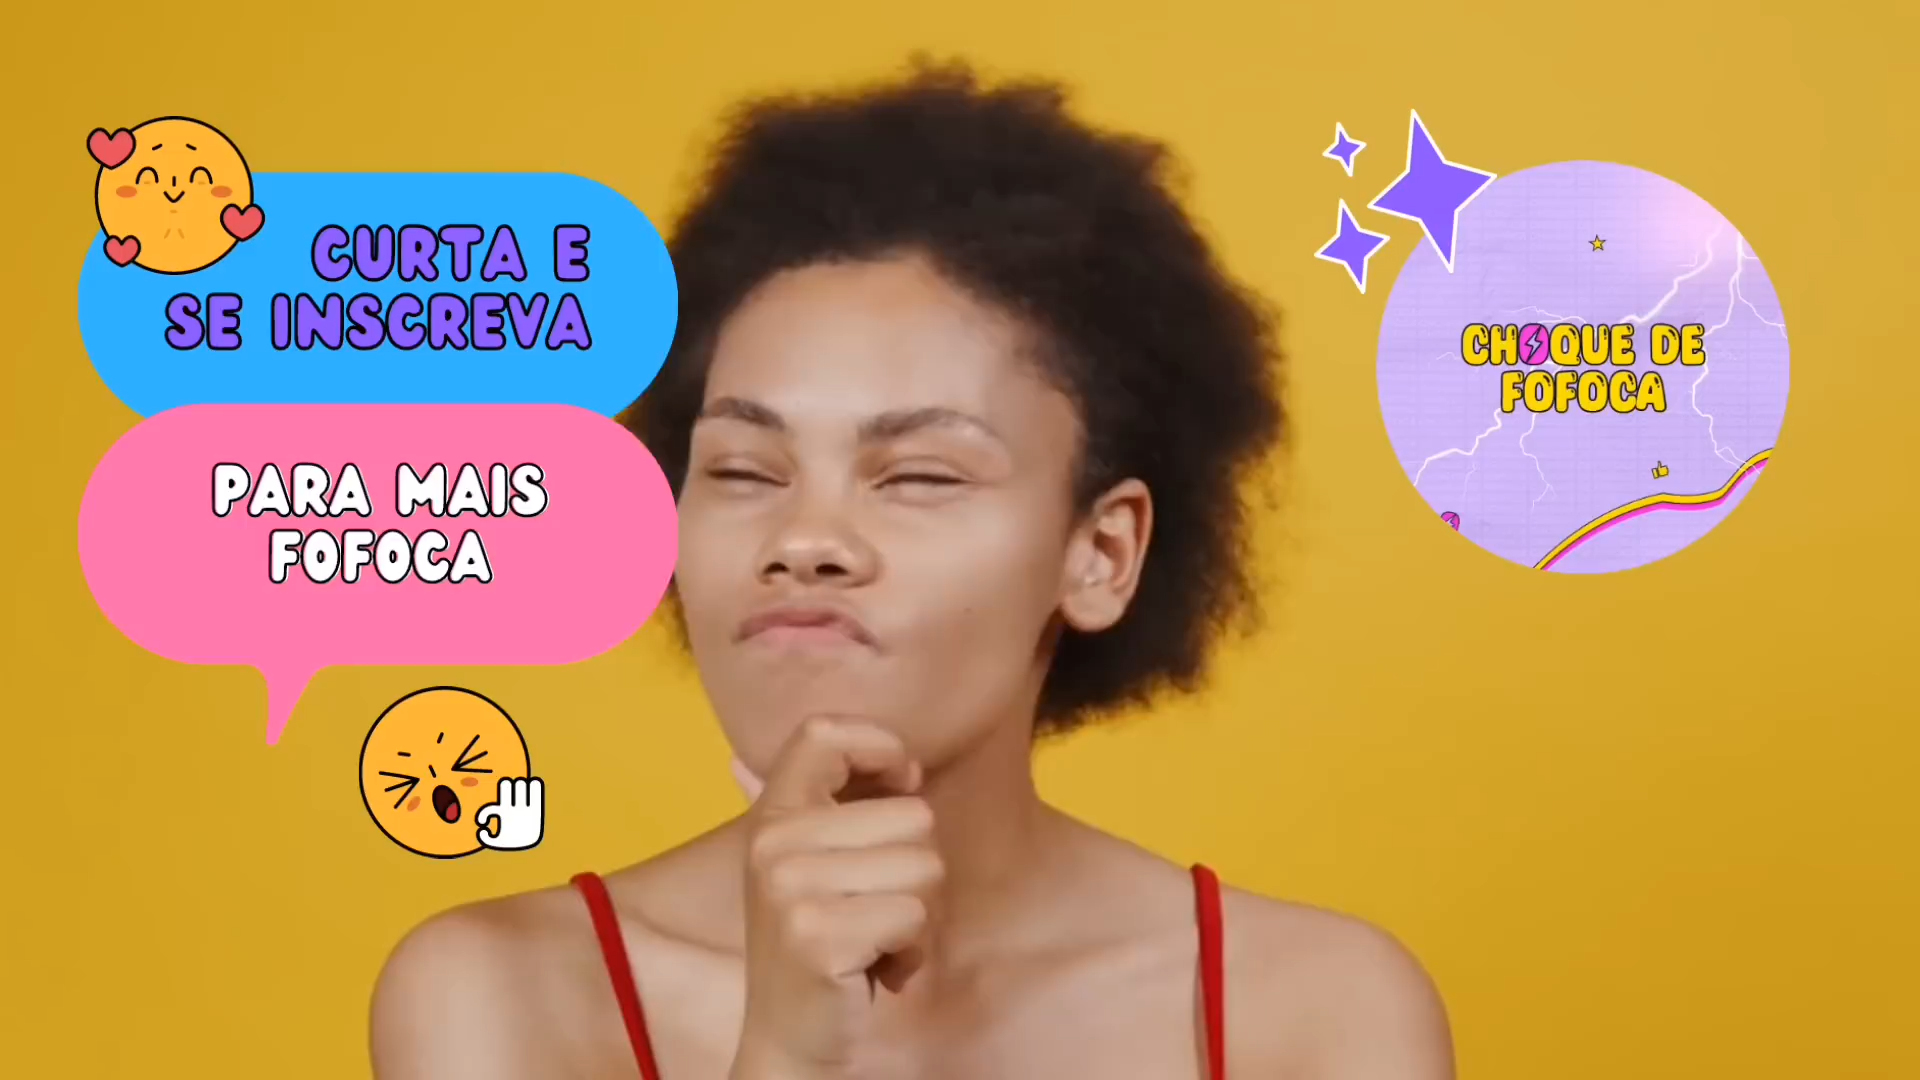 CURTA E
SE INSCREVA
PARA MAIS
FOFOCA
CHOQUE DE
FOFOCA